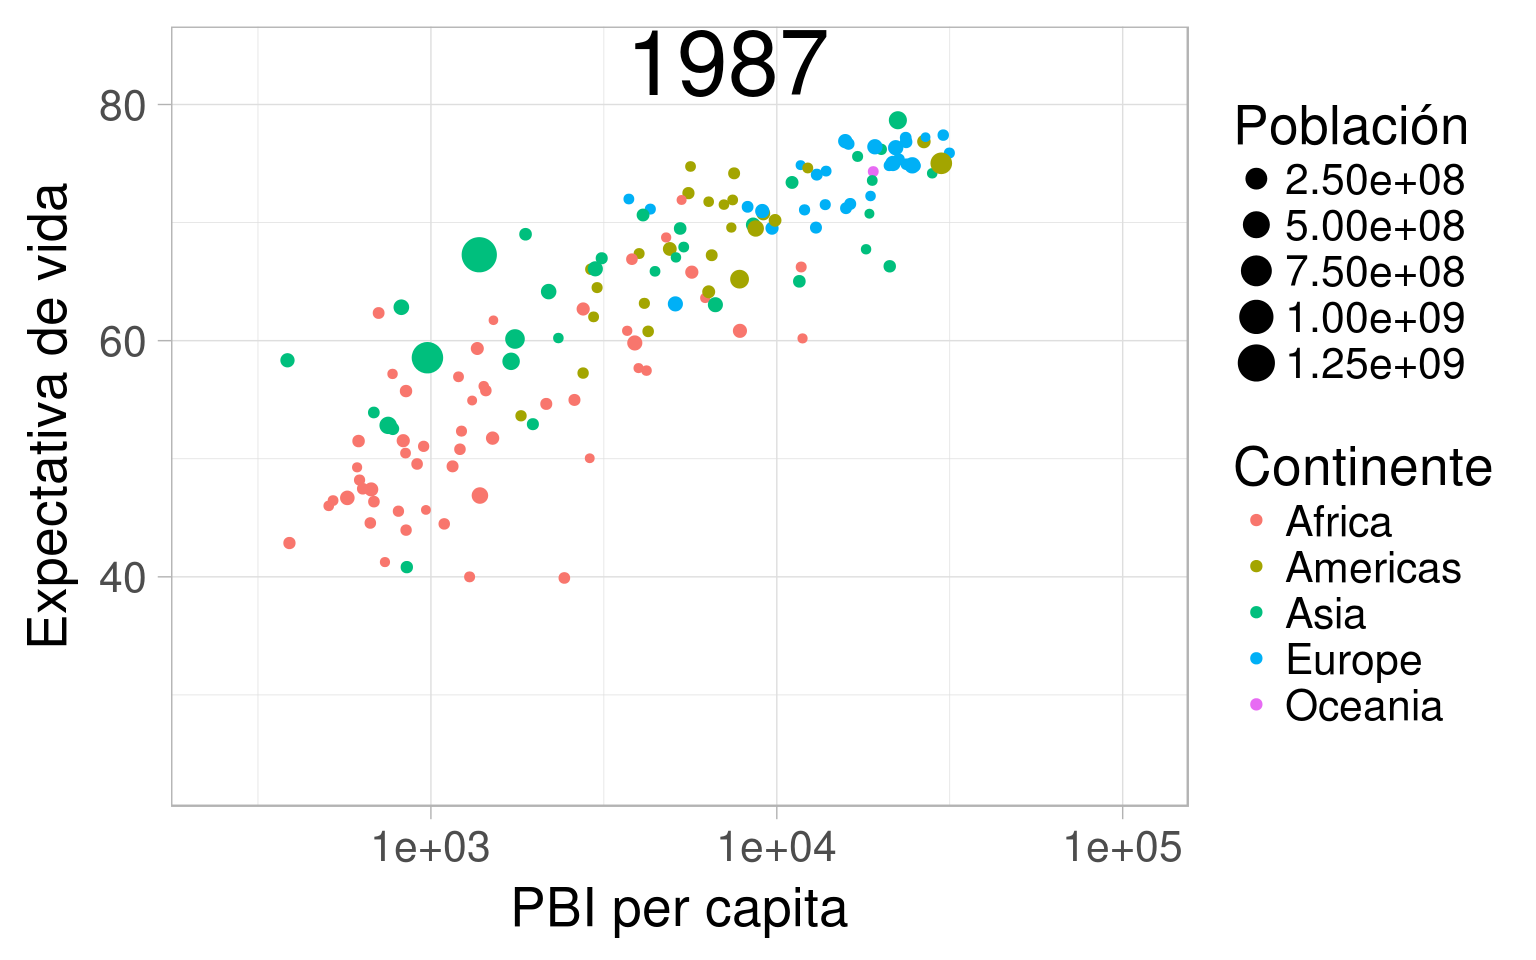 1987
80
60
40
Expectativa de vida
1e+03 1e+04 1e+05
PBI per capita
Población
2.50e+08
5.00e+08
7.50e+08
1.00e+09
1.25e+09
Continente
Africa
Americas
Asia
Europe
Oceania